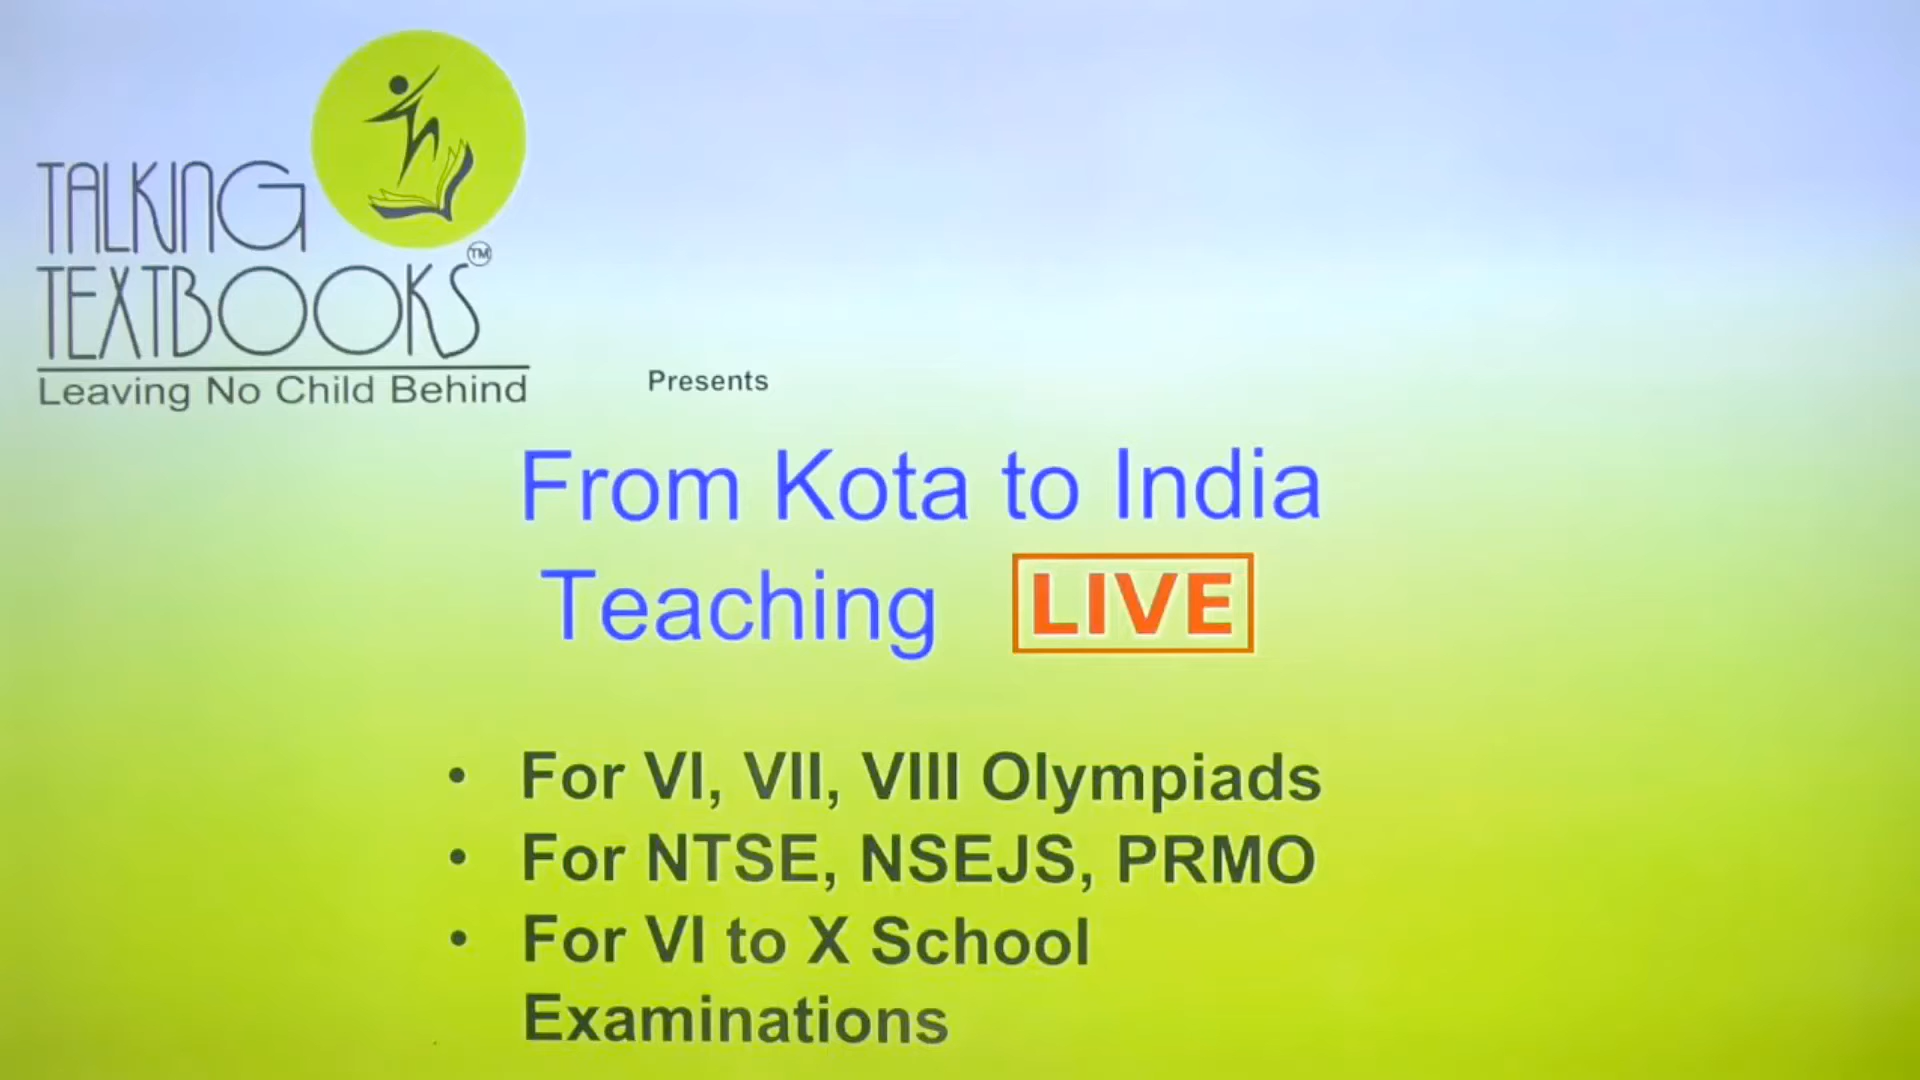 TALKING
TEXTBOOKS
TM
Leaving No Child Behind
Presents
From Kota to India
Teaching LIVE
• For VI, VII, VIII Olympiads
• For NTSE, NSEJS, PRMO
• For VI to X School
Examinations